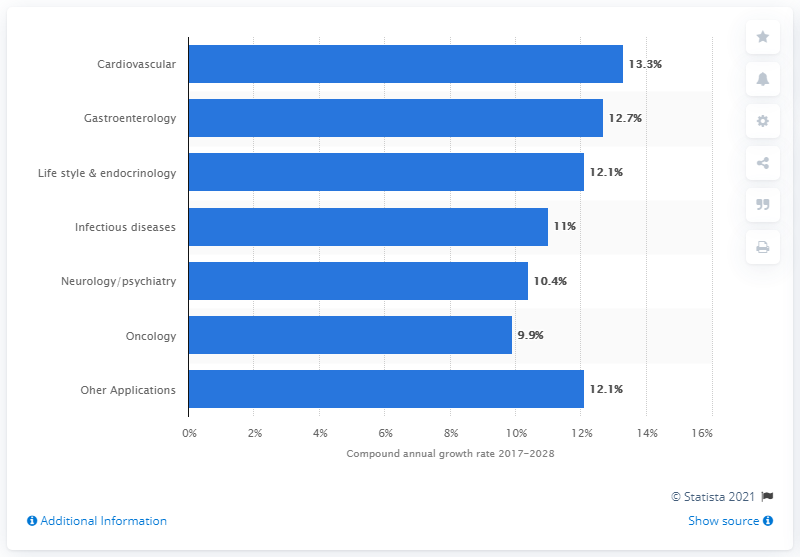 Cardiovascular 13.3%
Gastroenterology 12.7%
Life style & endocrinology 12.1%
Infectious diseases 11%
Neurology/psychiatry 10.4%
Oncology 9.9%
Oher Applications 12.1%
0% 2% 4% 6% 8% 10% 12% 14% 16%
Compound annual growth rate 2017-2028
© Statista 2021
Additional Information Show source